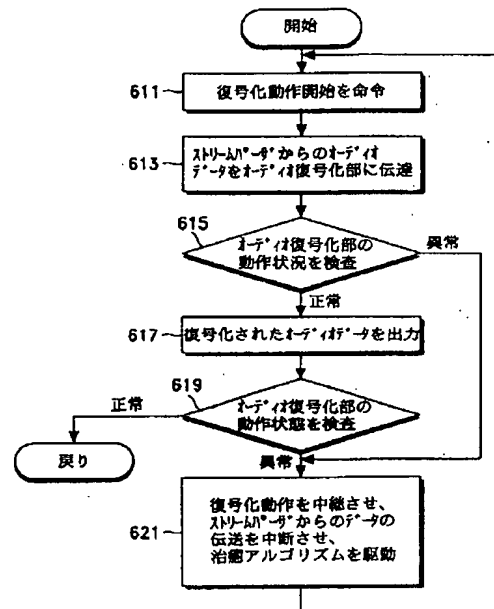 開始
611
復号化動作開始を命令
613
ｽﾄﾘｰﾑﾊﾟｰｻﾞからのｵｰﾃﾞｨｵ
ﾃﾞｰﾀをｵｰﾃﾞｨｵ復号化部に伝達
615
ｵｰﾃﾞｨｵ復号化部の
動作状況を検査
異常
正常
617
復号化されたｵｰﾃﾞｨｵﾃﾞｰﾀを出力
619
ｵｰﾃﾞｨｵ復号化部の
動作状態を検査
正常
戻り
異常
621
復号化動作を中継させ、
ｽﾄﾘｰﾑﾊﾟｰｻﾞからのﾃﾞｰﾀの
伝送を中断させ、
治癒アルゴリズムを駆動